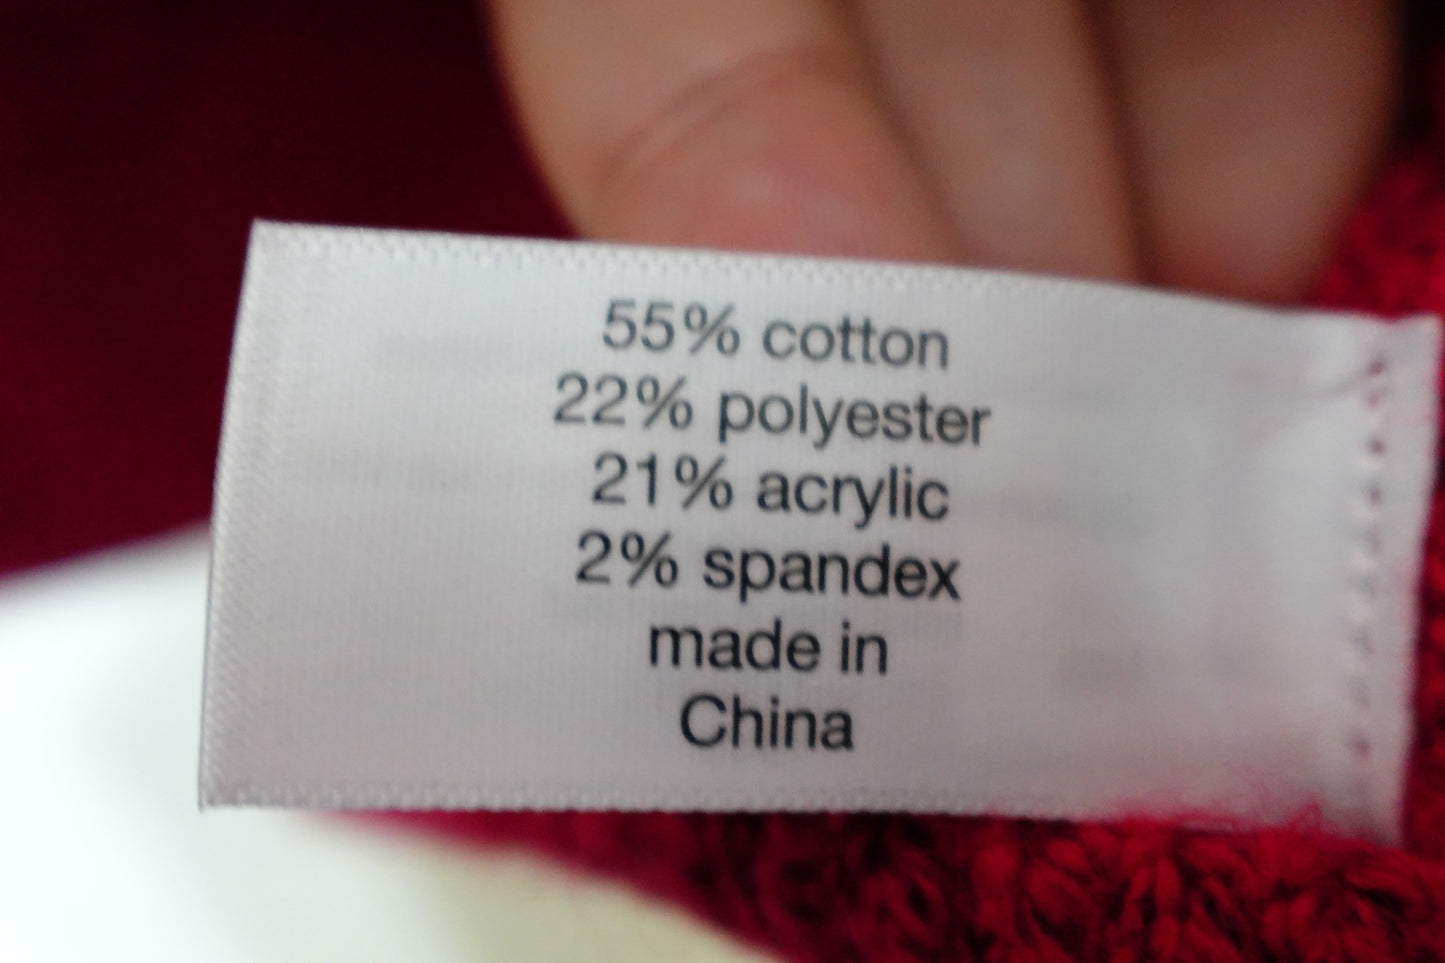 55% cotton
22% polyester
21% acrylic
2% spandex
made in
China